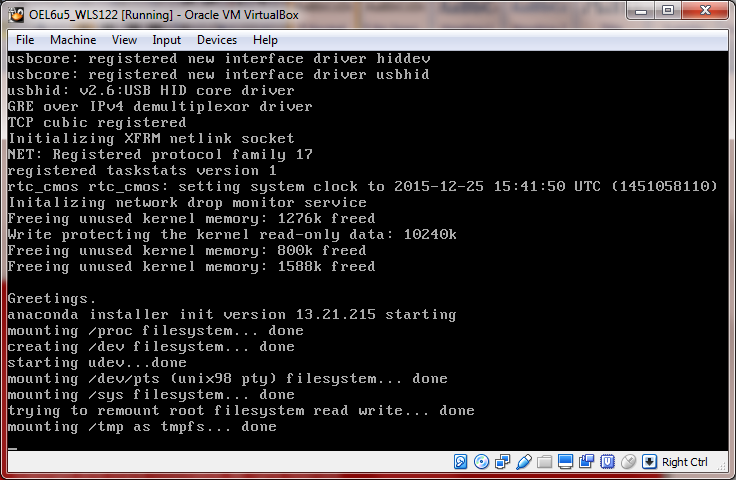 OEL6u5_WLS122 [Running] - Oracle VM VirtualBox
File Machine View Input Devices Help
usbcore: registered new interface driver hiddev
usbcore: registered new interface driver usbhid
usbhid: v2.6:USB HID core driver
GRE over IPv4 demultiplexor driver
TCP cubic registered
Initializing XFRM netlink socket
NET: Registered protocol family 17
registered taskstats version 1
rtc_cmos rtc_cmos: setting system clock to 2015-12-25 15:41:50 UTC (1451058110)
Initalizing network drop monitor service
Freeing unused kernel memory: 1276k freed
Write protecting the kernel read-only data: 10240k
Freeing unused kernel memory: 800k freed
Freeing unused kernel memory: 1588k freed
Greetings.
anaconda installer init version 13.21.215 starting
mounting /proc filesystem... done
creating /dev filesystem... done
starting udev...done
mounting /dev/pts (unix98 pty) filesystem... done
mounting /sys filesystem... done
trying to remount root filesystem read write... done
mounting /tmp as tmpfs... done
Right Ctrl